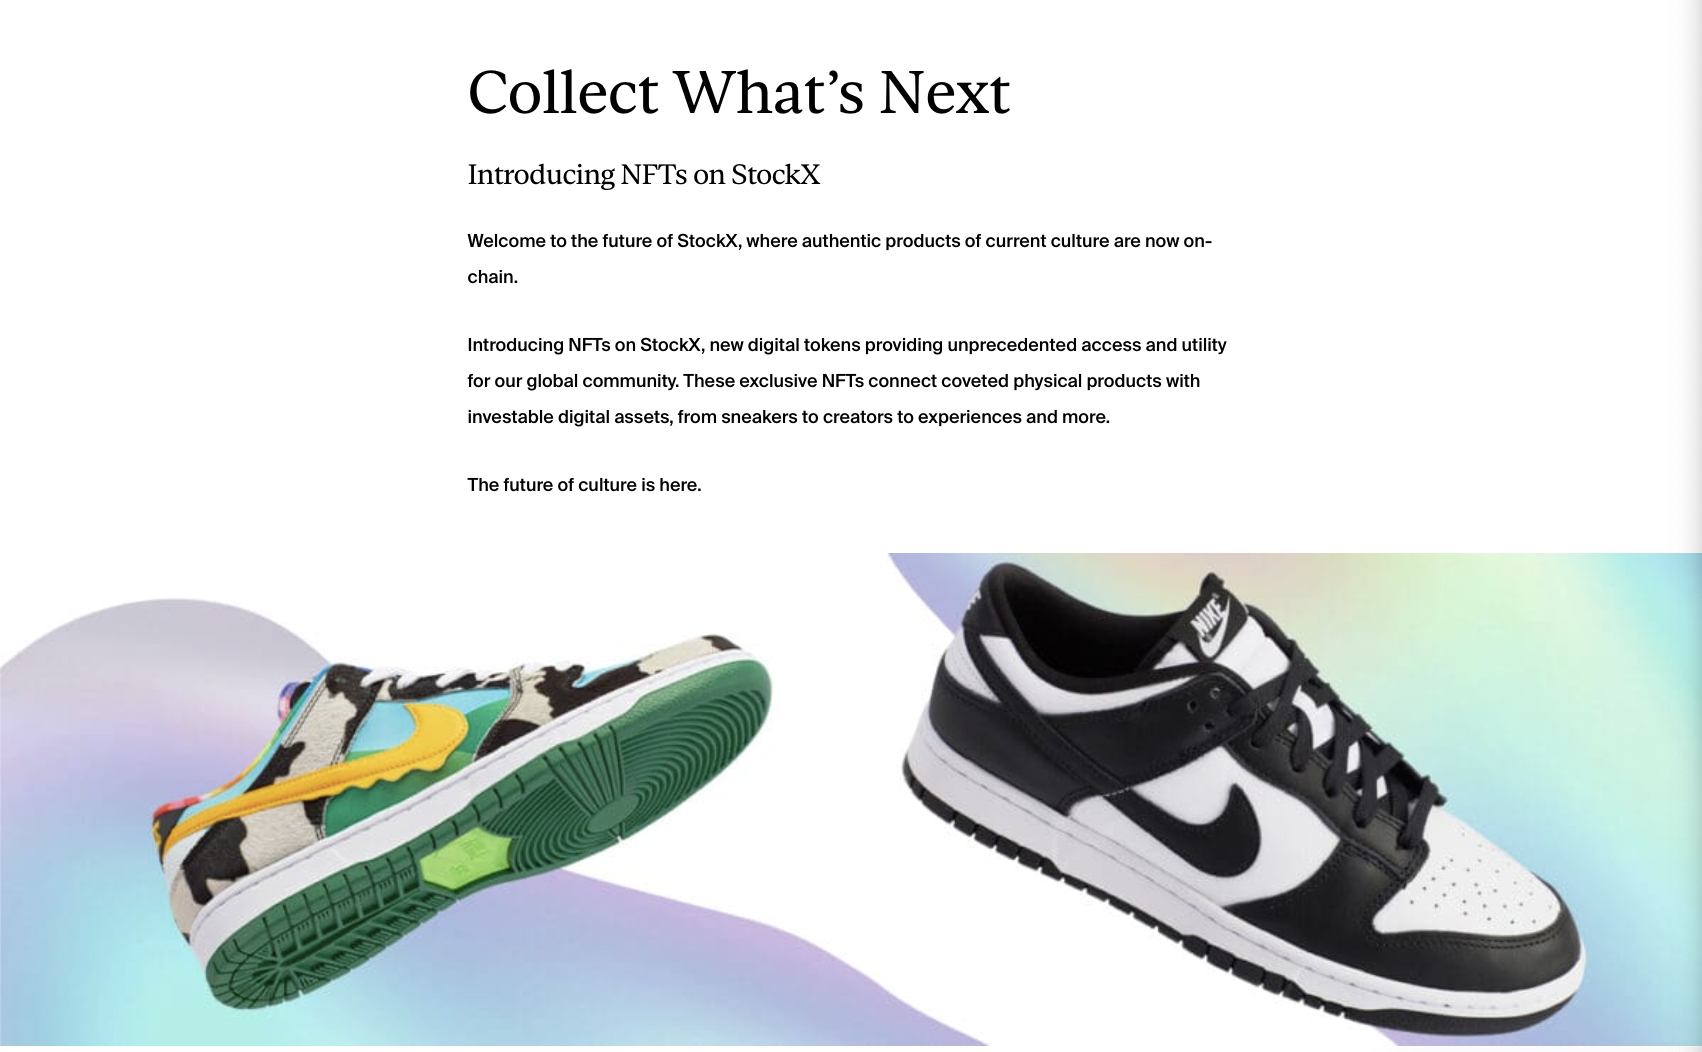 Collect What’s Next
Introducing NFTs on StockX
Welcome to the future of StockX, where authentic products of current culture are now on-
chain.
Introducing NFTs on StockX, new digital tokens providing unprecedented access and utility
for our global community. These exclusive NFTs connect coveted physical products with
investable digital assets, from sneakers to creators to experiences and more.
The future of culture is here.
NIKE